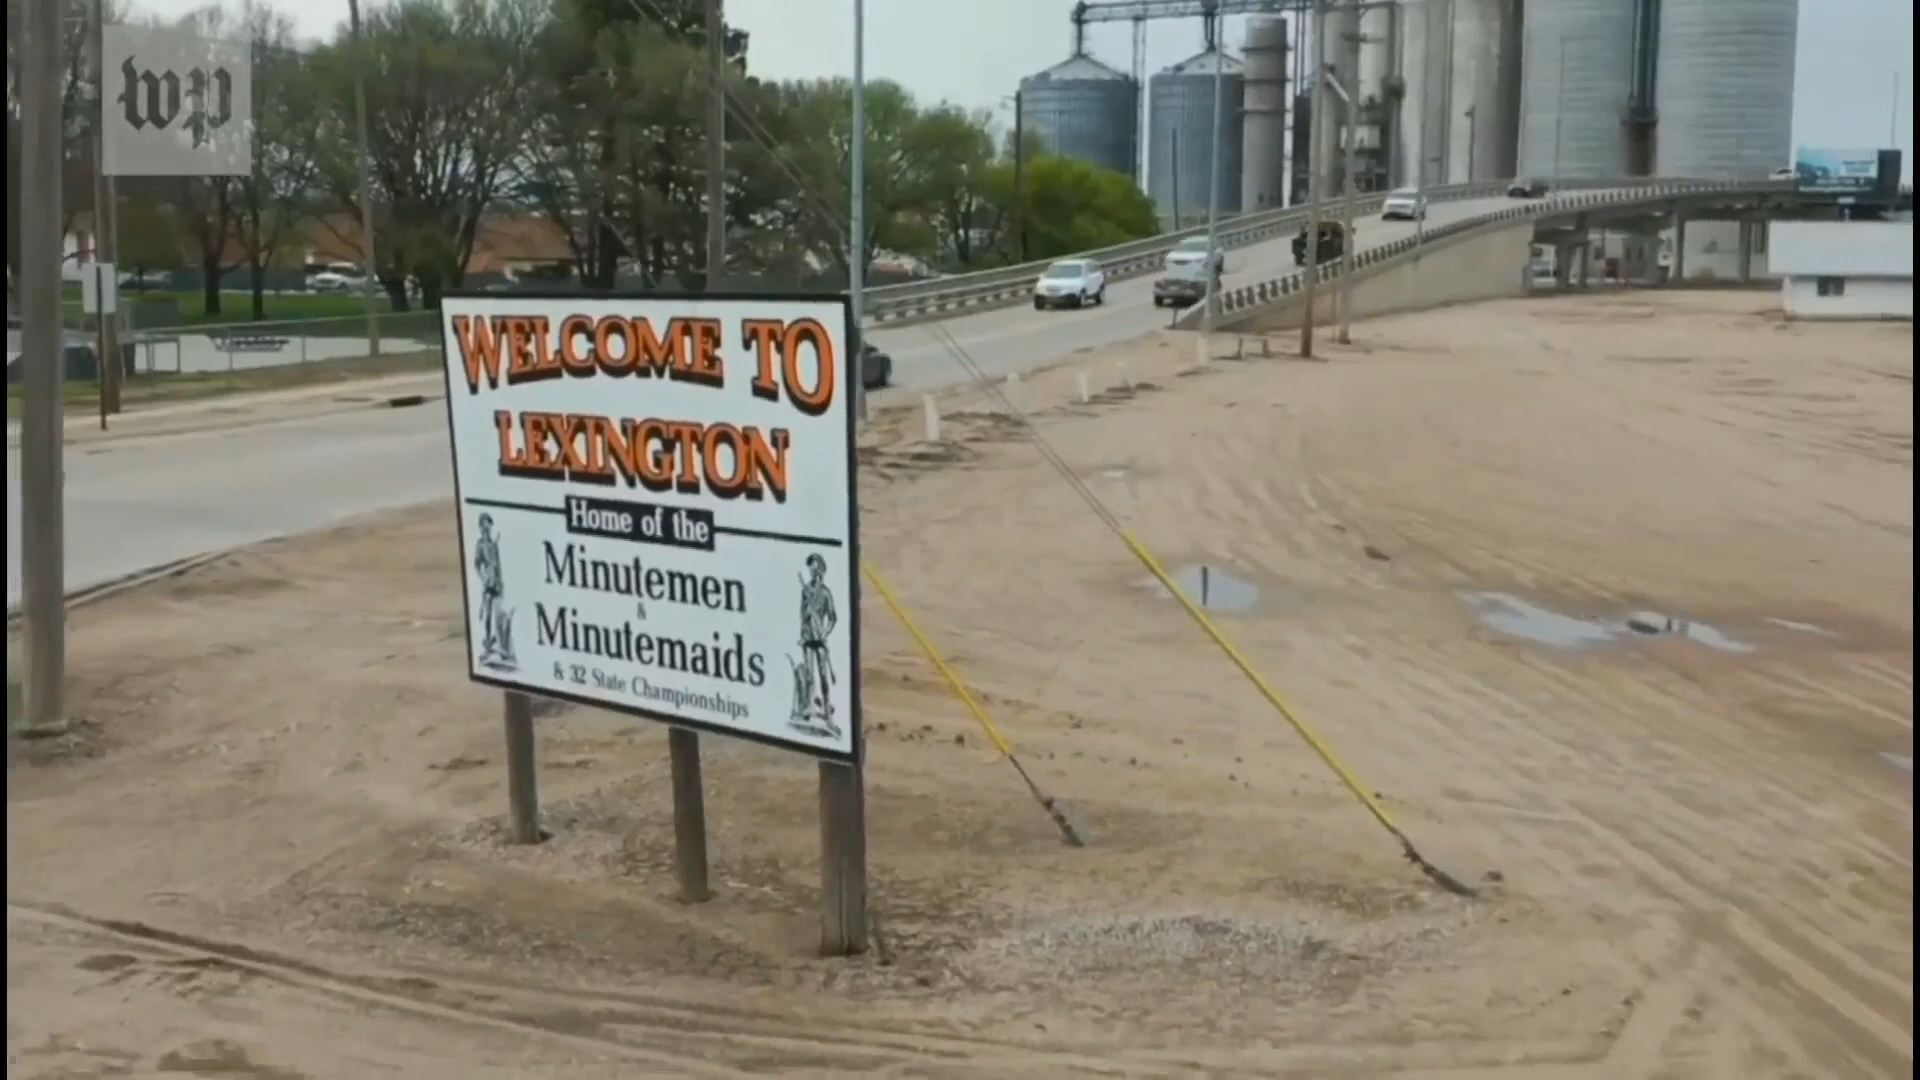 wp
WELCOME TO
LEXINGTON
Home of the
Minutemen
&
Minutemaids
& 32 State Championships